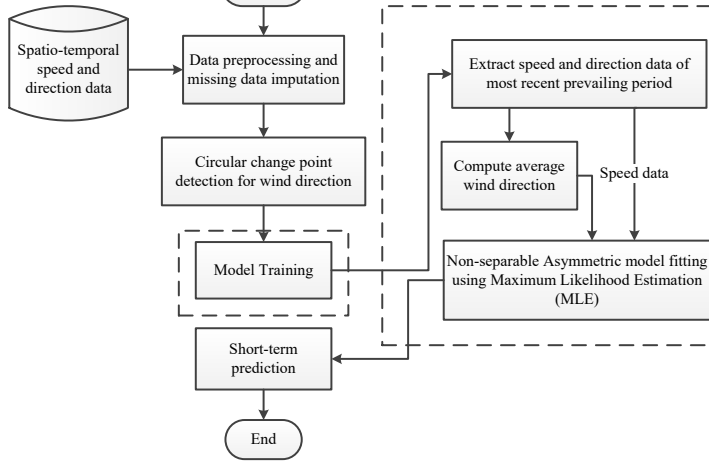 Spatio-temporal
speed and
direction data
Data preprocessing and
missing data imputation
Circular change point
detection for wind direction
Model Training
Extract speed and direction data of
most recent prevailing period
Compute average
wind direction
Speed data
Non-separable Asymmetric model fitting
using Maximum Likelihood Estimation
(MLE)
Short-term
prediction
End